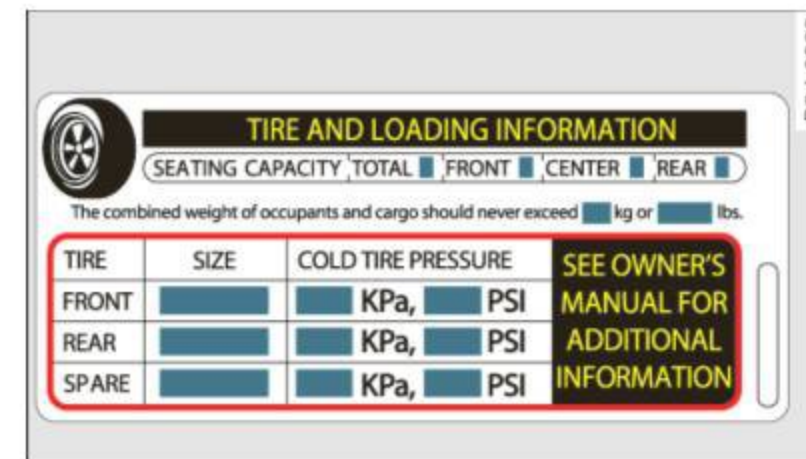 TIRE AND LOADING INFORMATION
SEATING CAPACITY TOTAL FRONT CENTER REAR
The combined weight of occupants and cargo should never exceed kg or lbs.
TIRE SIZE COLD TIRE PRESSURE
FRONT KPa, PSI
REAR KPa, PSI
SPARE KPa, PSI
SEE OWNER'S
MANUAL FOR
ADDITIONAL
INFORMATION